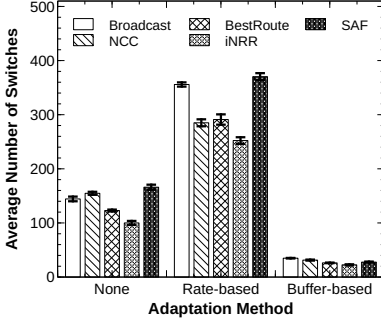 500
400
300
200
100
0
Average Number of Switches
Broadcast BestRoute SAF
NCC iNRR
None Rate-based Buffer-based
Adaptation Method